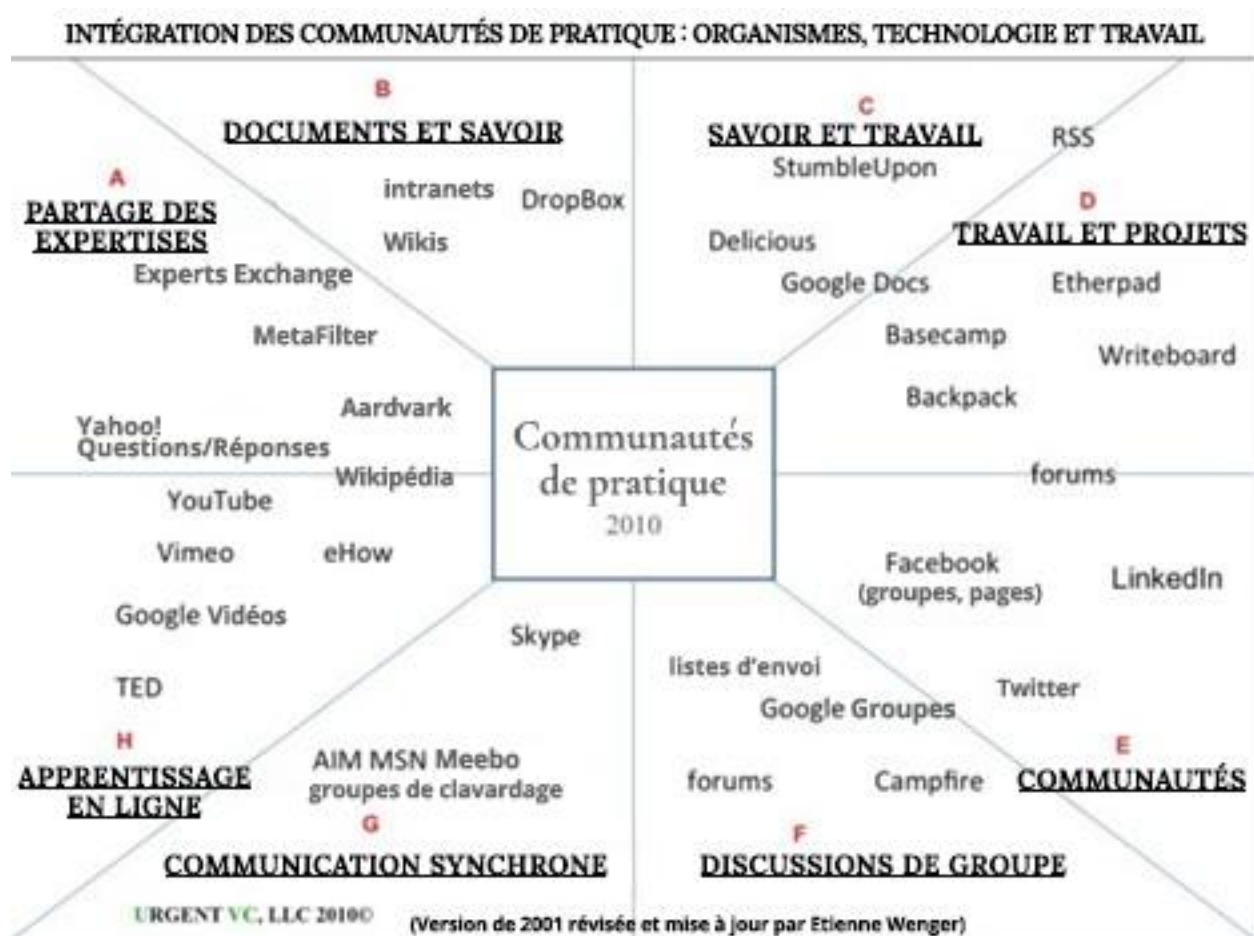 INTÉGRATION DES COMMUNAUTÉS DE PRATIQUE : ORGANISMES, TECHNOLOGIE ET TRAVAIL
A
PARTAGE DES
EXPERTISES
Experts Exchange
MetaFilter
Aardvark
Yahoo!
Questions/Réponses
Wikipédia
B
DOCUMENTS ET SAVOIR
intranets
DropBox
Wikis
C
SAVOIR ET TRAVAIL
StumbleUpon
Delicious
Google Docs
RSS
D
TRAVAIL ET PROJETS
Etherpad
Basecamp
Writeboard
Backpack
forums
Communautés
de pratique
2010
YouTube
Vimeo
eHow
Google Vidéos
TED
H
APPRENTISSAGE
EN LIGNE
Skype
AIM MSN Meebo
groupes de clavardage
G
COMMUNICATION SYNCHRONE
listes d'envoi
Google Groupes
forums
Campfire
F
DISCUSSIONS DE GROUPE
Facebook
(groupes, pages)
LinkedIn
Twitter
E
COMMUNAUTÉS
URGENT VC, LLC 2010©
(Version de 2001 révisée et mise à jour par Etienne Wenger)